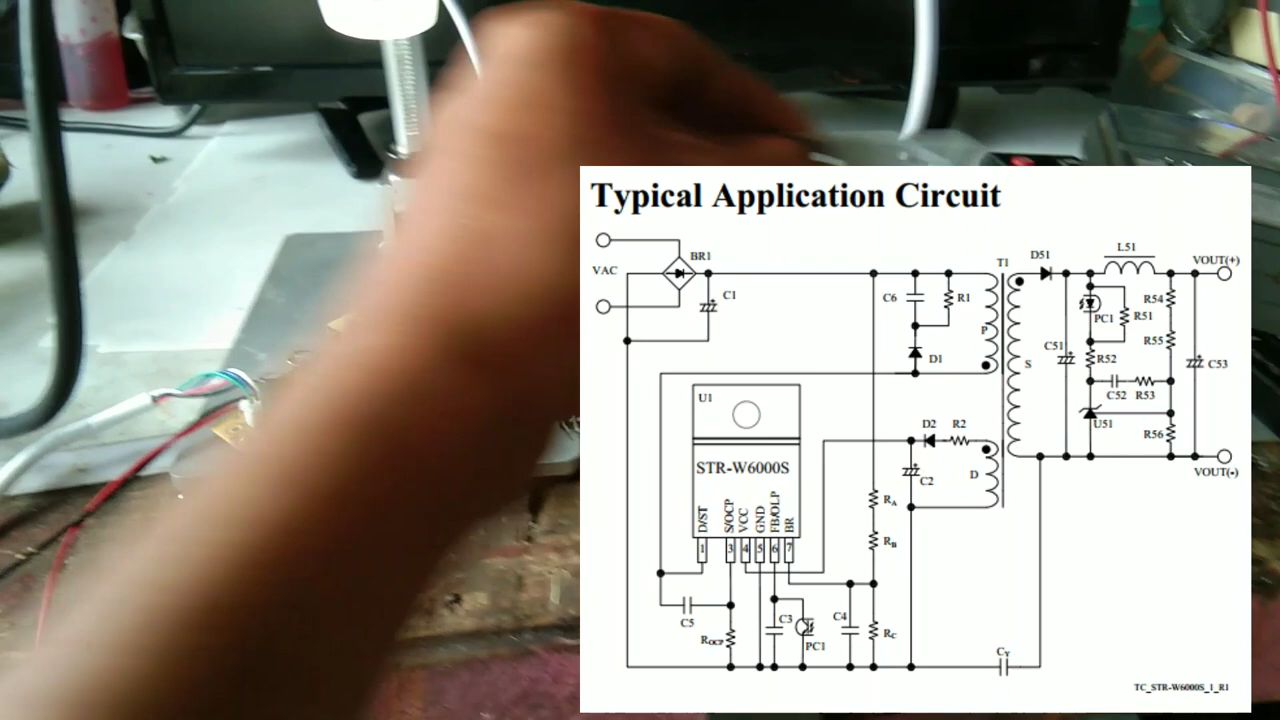 Typical Application Circuit
VAC
BR1
C1
C6
R1
D1
P
T1
S
D51
L51
VOUT(+)
PC1
R51
R54
R55
C51
R52
C52
R53
C53
U51
R56
VOUT(-)
U1
STR-W6000S
D/ST
S/OCP
VCC
GND
FB/OLP
BR
1
3
4
5
6
7
D2
R2
C2
D
RA
RB
C5
ROCP
C3
PC1
C4
RC
CY
TC_STR-W6000S_1_R1